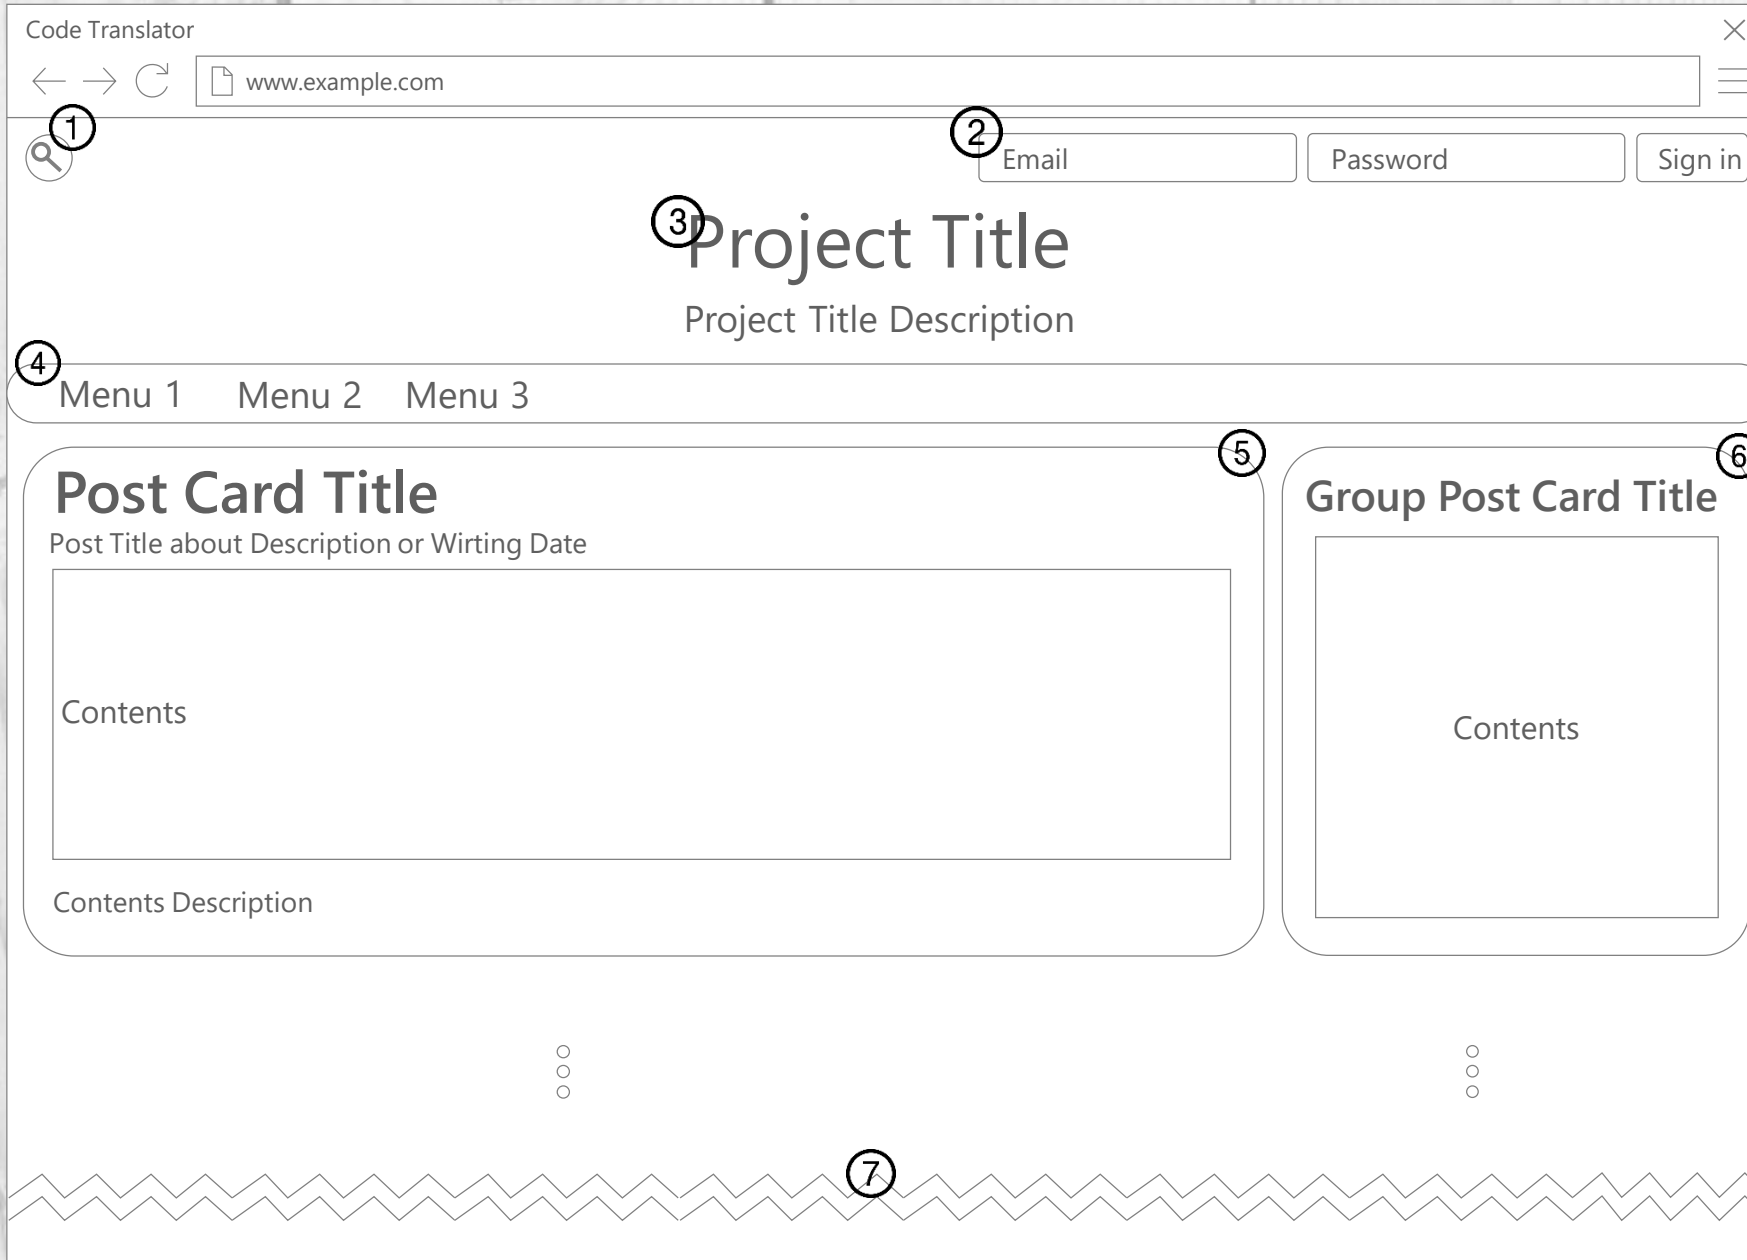 Code Translator
www.example.com
1
2
Email Password Sign in
3
Project Title
Project Title Description
4
Menu 1 Menu 2 Menu 3
5
6
Post Card Title
Group Post Card Title
Post Title about Description or Wirting Date
Contents
Contents
Contents Description
7